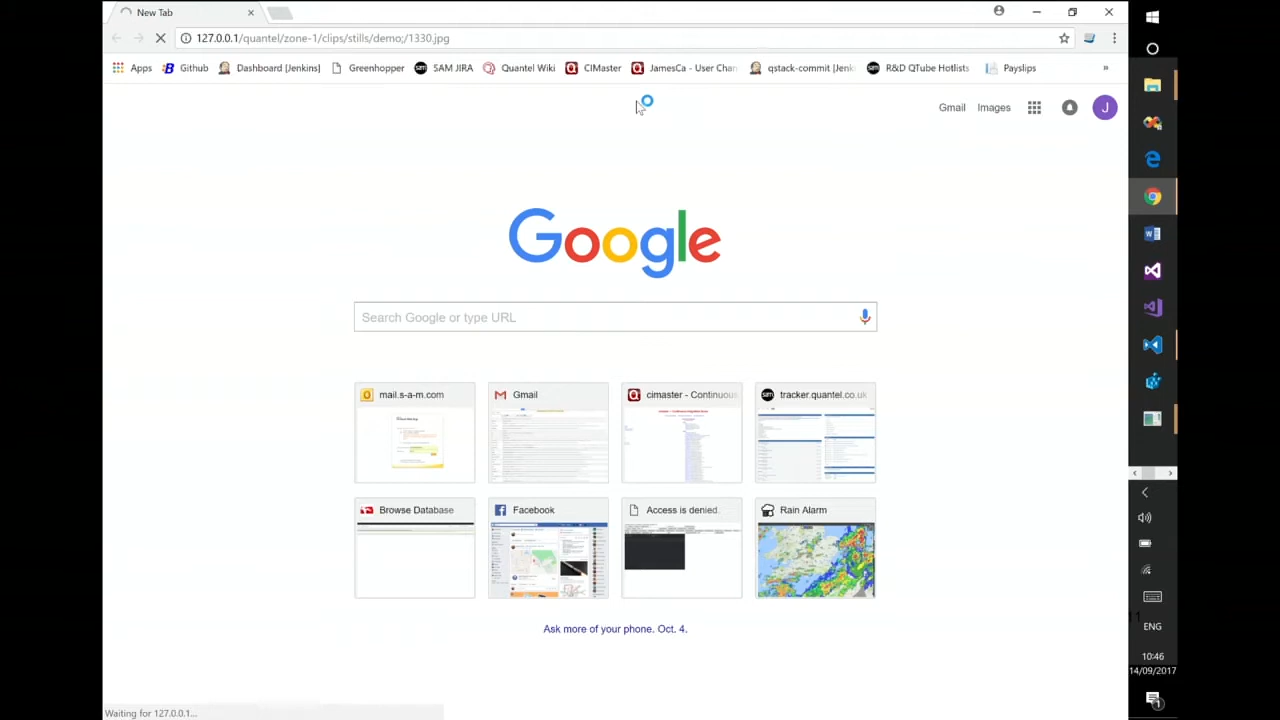 New Tab
127.0.0.1/quantel/zone-1/clips/stills/demo;/1330.jpg
Apps Github Dashboard [Jenkins] Greenhopper SAM JIRA Quantel Wiki CIMaster JamesCa - User Chan qstack-commit [Jenk R&D QTube Hotlists Payslips »
Gmail Images J
Google
Search Google or type URL
mail.s-a-m.com Gmail cimaster - Continuous tracker.quantel.co.uk
Browse Database Facebook Access is denied. Rain Alarm
Ask more of your phone. Oct. 4.
Waiting for 127.0.0.1...
ENG
10:46
14/09/2017
1